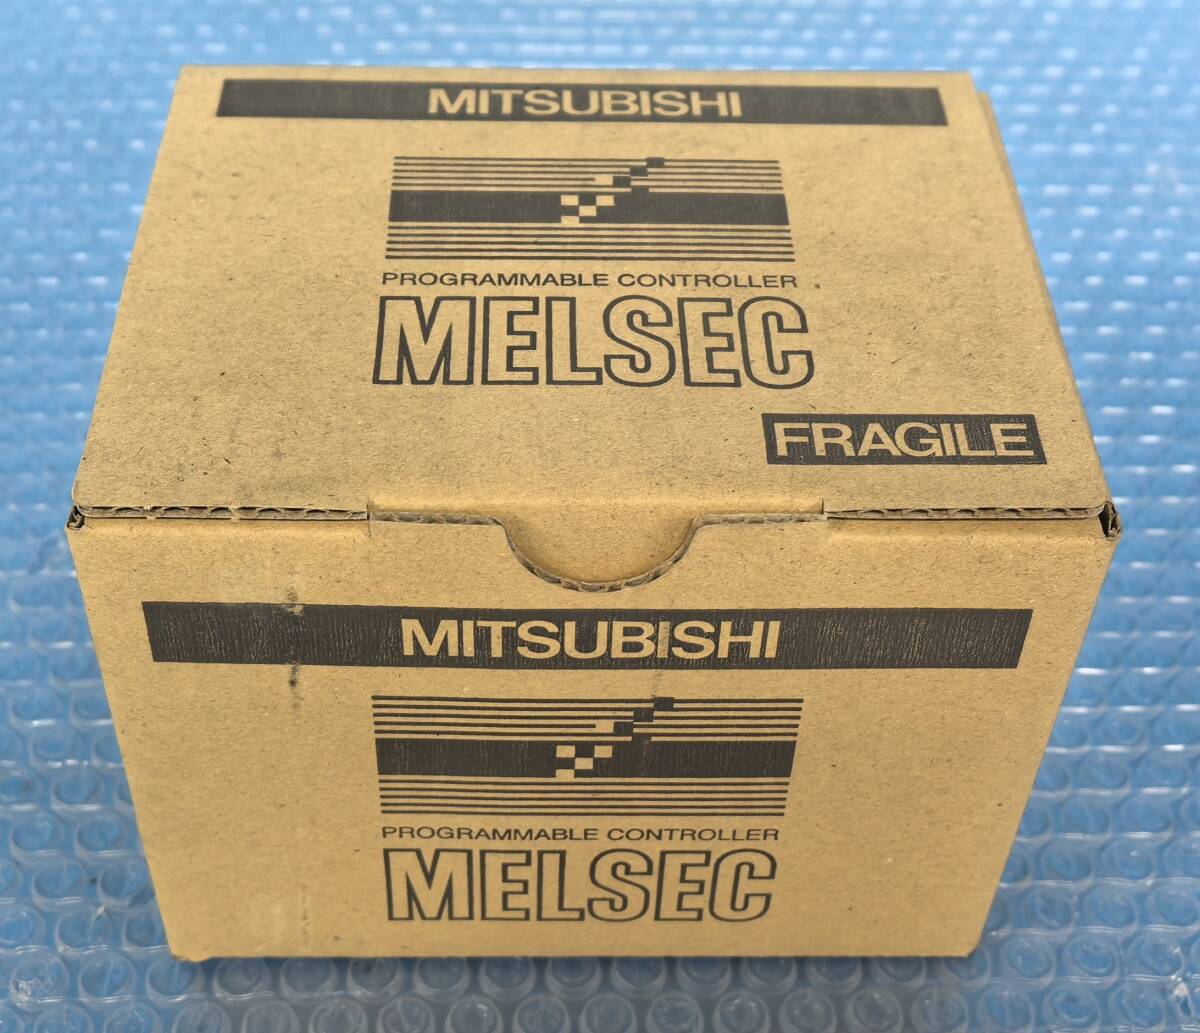 MITSUBISHI
PROGRAMMABLE CONTROLLER
MELSEC
FRAGILE
MITSUBISHI
PROGRAMMABLE CONTROLLER
MELSEC